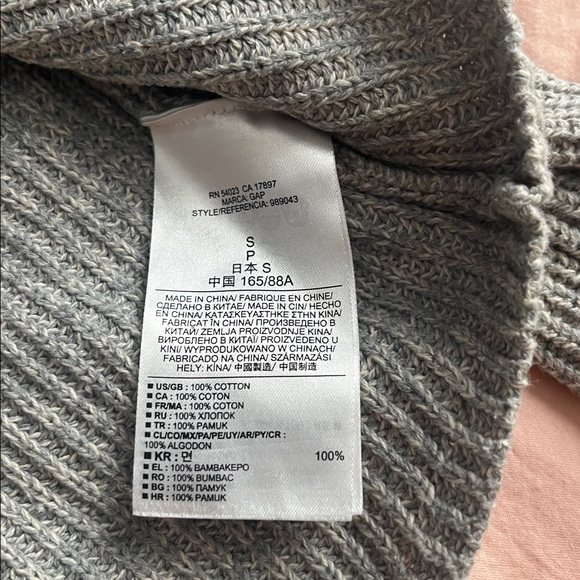 RN 54023 CA 17897
MARCA: GAP
STYLE/REFERENCIA: 989043
S
P
日本 S
中国 165/88A
MADE IN CHINA/ FABRIQUE EN CHINE/
СДЕЛАНО В КИТАЕ/ MADE IN CIN/ HECHO
EN CHINA/ ΚΑΤΑΣΚΕΥΑΣΤΗΚΕ ΣΤΗΝ ΚΙΝΑ/
FABRICAT ÎN CHINA/ ПРОИЗВЕДЕНО В
КИТАЙ/ ZEMLJA PROIZVODNJE KINA/
ВИРОБЛЕНО В КИТАЇ/ PROIZVEDENO U
KINI/ WYPRODUKOWANO W CHINACH/
FABRICADO NA CHINA/ SZÁRMAZÁSI
HELY: KÍNA/ 中國製造/ 中国制造
■ US/GB : 100% COTTON
■ CA : 100% COTON
■ FR/MA : 100% COTON
■ RU : 100% ХЛОПОК
■ TR : 100% PAMUK
■ CL/CO/MX/PA/PE/UY/AR/PY/CR :
100% ALGODON
■ KR : 면 100%
■ EL : 100% ΒΑΜΒΑΚΕΡΟ
■ RO : 100% BUMBAC
■ BG : 100% ПАМУК
■ HR : 100% PAMUK